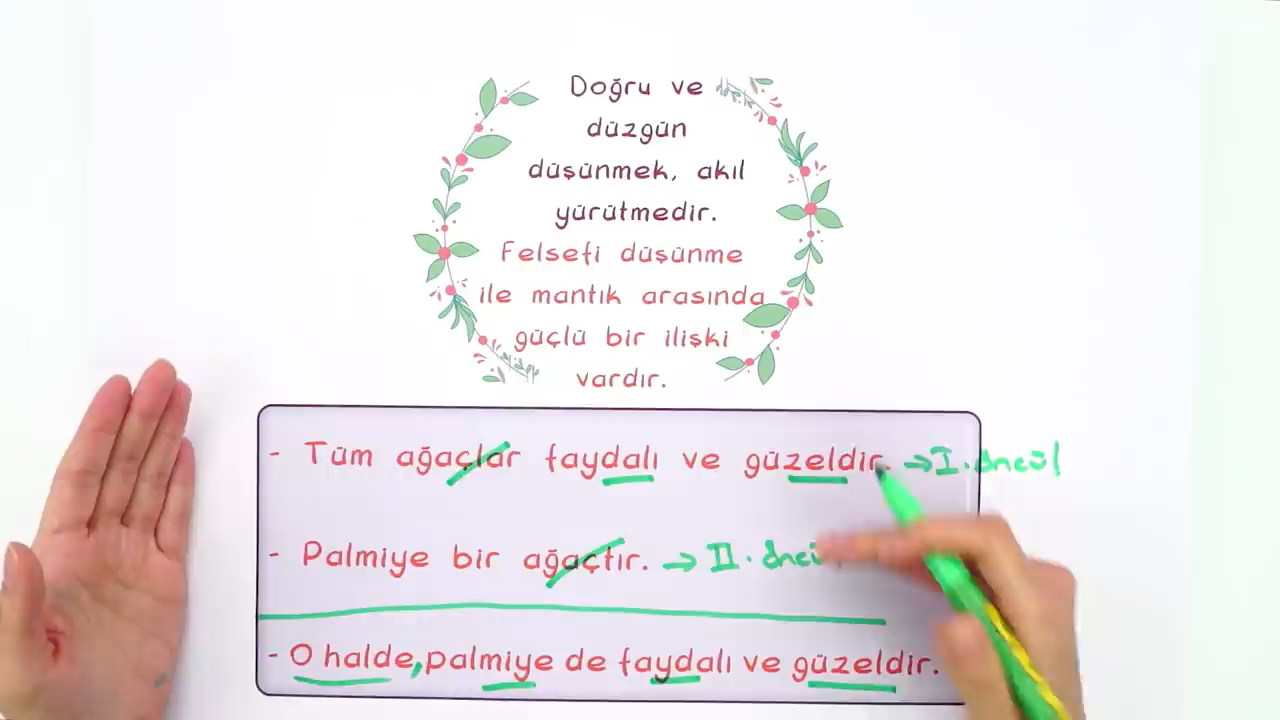 Doğru ve
düzgün
düşünmek, akıl
yürütmedir.
Felsefi düşünme
ile mantık arasında
güçlü bir ilişki
vardır.
- Tüm ağaçlar faydalı ve güzeldir. → I. öncül
- Palmiye bir ağaçtır. → II.
- O halde, palmiye de faydalı ve güzeldir.